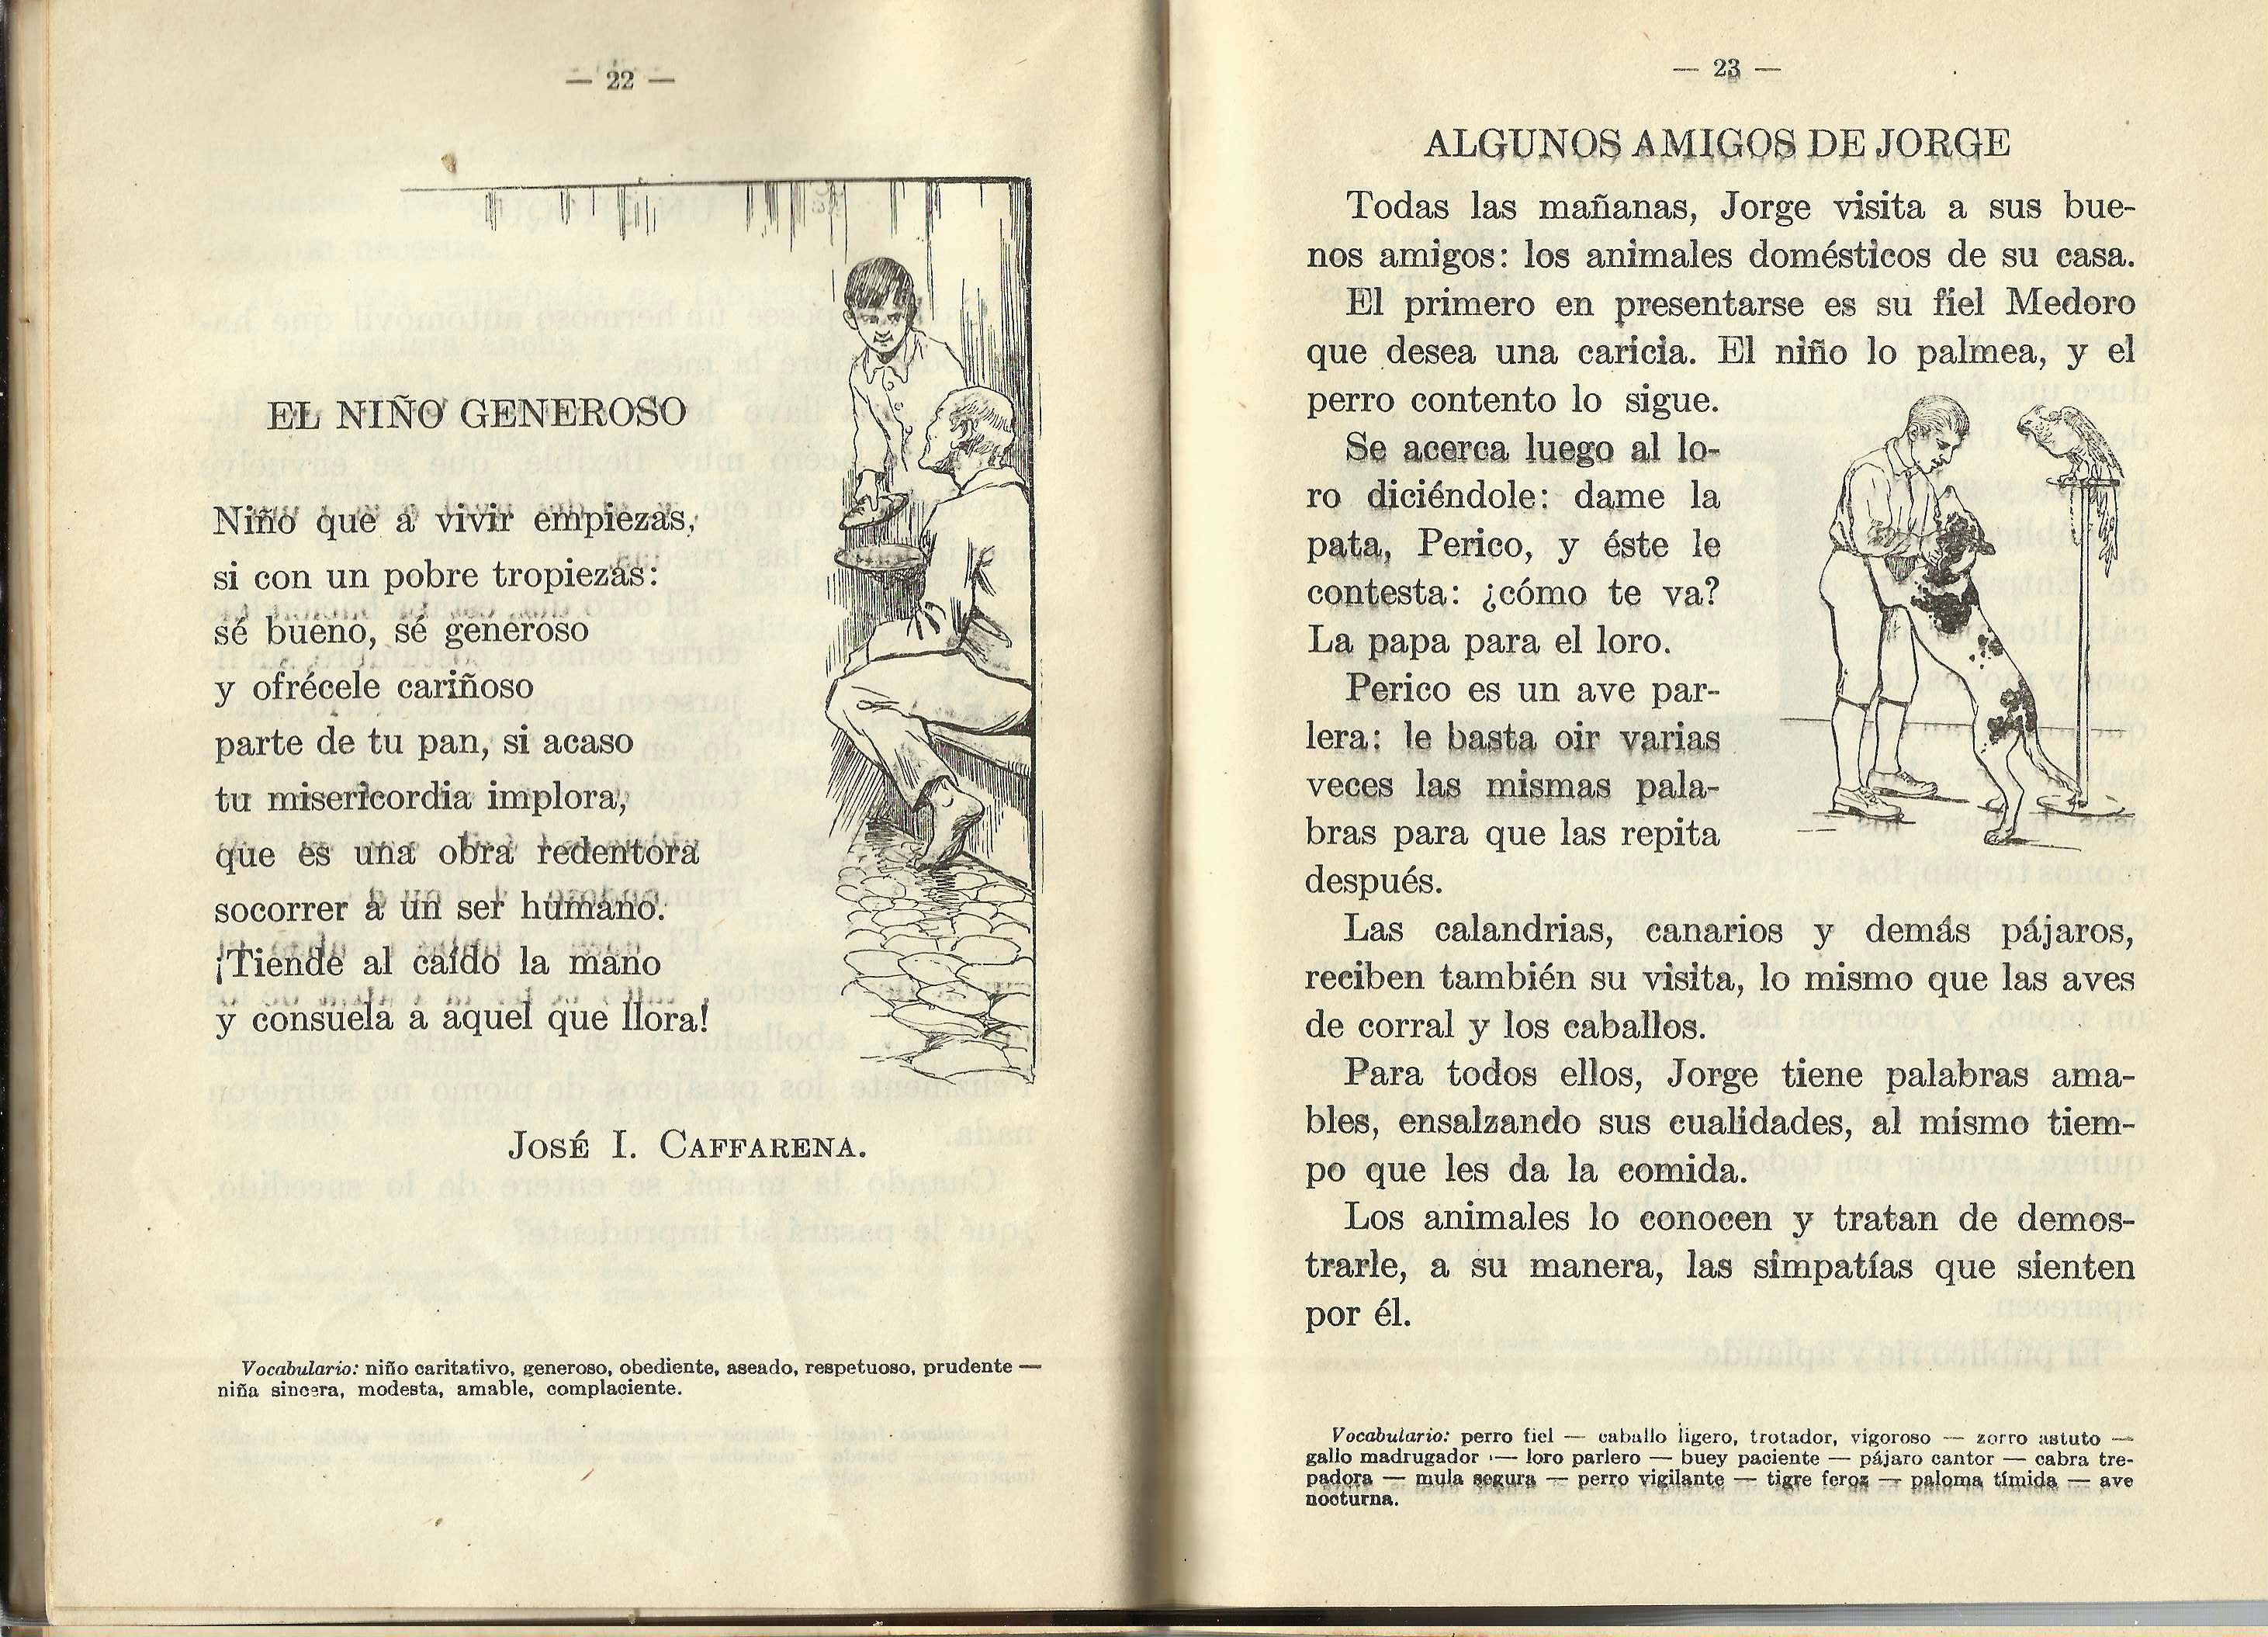 — 22 —
EL NIÑO GENEROSO
Niño que a vivir empiezas,
si con un pobre tropiezas:
sé bueno, sé generoso
y ofrécele cariñoso
parte de tu pan, si acaso
tu misericordia implora,
que es una obra redentora
socorrer a un ser humano.
¡Tiende al caído la mano
y consuela a aquel que llora!
JOSÉ I. CAFFARENA.
Vocabulario: niño caritativo, generoso, obediente, aseado, respetuoso, prudente —
niña sincera, modesta, amable, complaciente.
— 23 —
ALGUNOS AMIGOS DE JORGE
Todas las mañanas, Jorge visita a sus bue-
nos amigos: los animales domésticos de su casa.
El primero en presentarse es su fiel Medoro
que desea una caricia. El niño lo palmea, y el
perro contento lo sigue.
Se acerca luego al lo-
ro diciéndole: dame la
pata, Perico, y éste le
contesta: ¿cómo te va?
La papa para el loro.
Perico es un ave par-
lera: le basta oir varias
veces las mismas pala-
bras para que las repita
después.
Las calandrias, canarios y demás pájaros,
reciben también su visita, lo mismo que las aves
de corral y los caballos.
Para todos ellos, Jorge tiene palabras ama-
bles, ensalzando sus cualidades, al mismo tiem-
po que les da la comida.
Los animales lo conocen y tratan de demos-
trarle, a su manera, las simpatías que sienten
por él.
Vocabulario: perro fiel — caballo ligero, trotador, vigoroso — zorro astuto —
gallo madrugador — loro parlero — buey paciente — pájaro cantor — cabra tre-
padora — mula segura — perro vigilante — tigre feroz — paloma tímida — ave
nocturna.